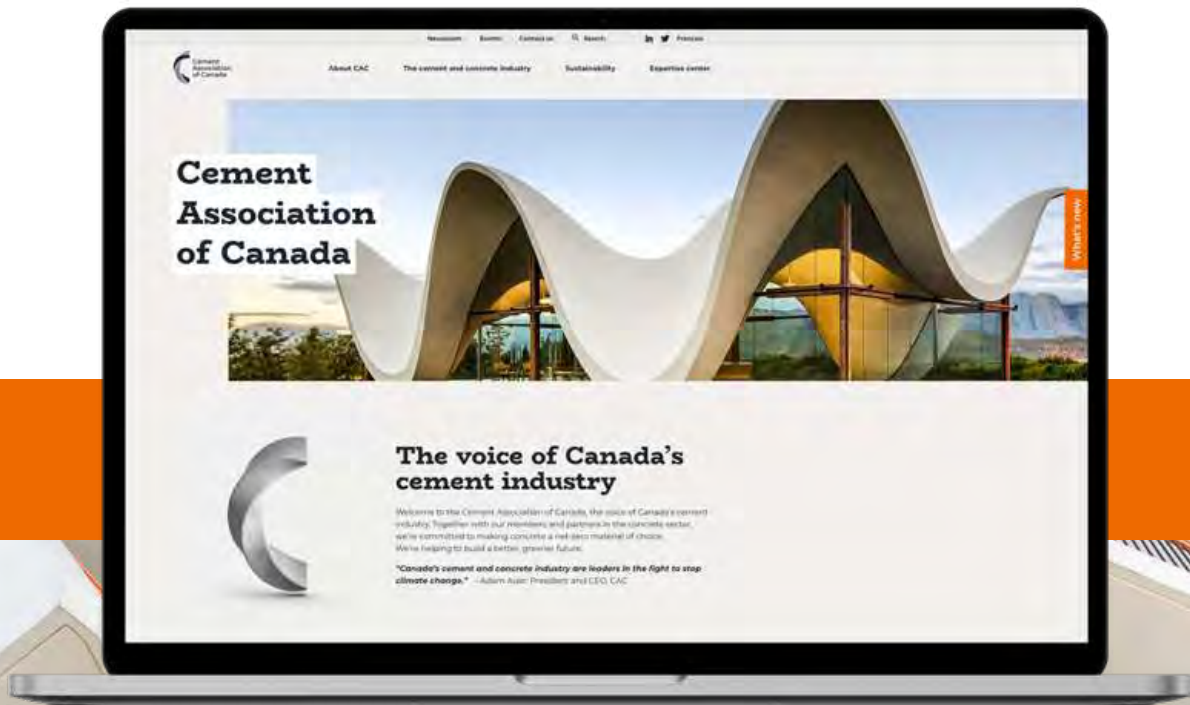 Newsroom Events Contact us Search Français
Cement
Association
of Canada
About CAC The cement and concrete industry Sustainability Expertise center
Cement
Association
of Canada
What's new
The voice of Canada's
cement industry
Welcome to the Cement Association of Canada, the voice of Canada's cement
industry. Together with our members and partners in the concrete sector,
we're committed to making concrete a net-zero material of choice.
We're helping to build a better, greener future.
"Canada's cement and concrete industry are leaders in the fight to stop
climate change." – Adam Auer, President and CEO, CAC